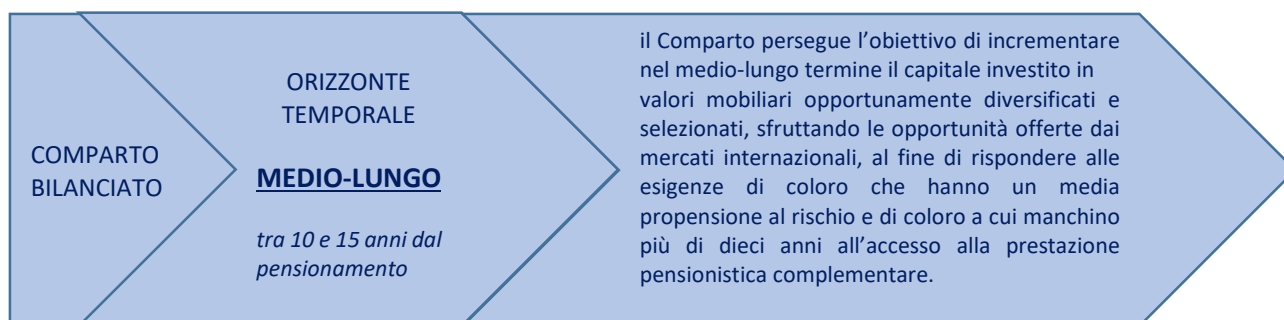 COMPARTO
BILANCIATO
ORIZZONTE
TEMPORALE
MEDIO-LUNGO
tra 10 e 15 anni dal
pensionamento
il Comparto persegue l’obiettivo di incrementare
nel medio-lungo termine il capitale investito in
valori mobiliari opportunamente diversificati e
selezionati, sfruttando le opportunità offerte dai
mercati internazionali, al fine di rispondere alle
esigenze di coloro che hanno un media
propensione al rischio e di coloro a cui manchino
più di dieci anni all’accesso alla prestazione
pensionistica complementare.